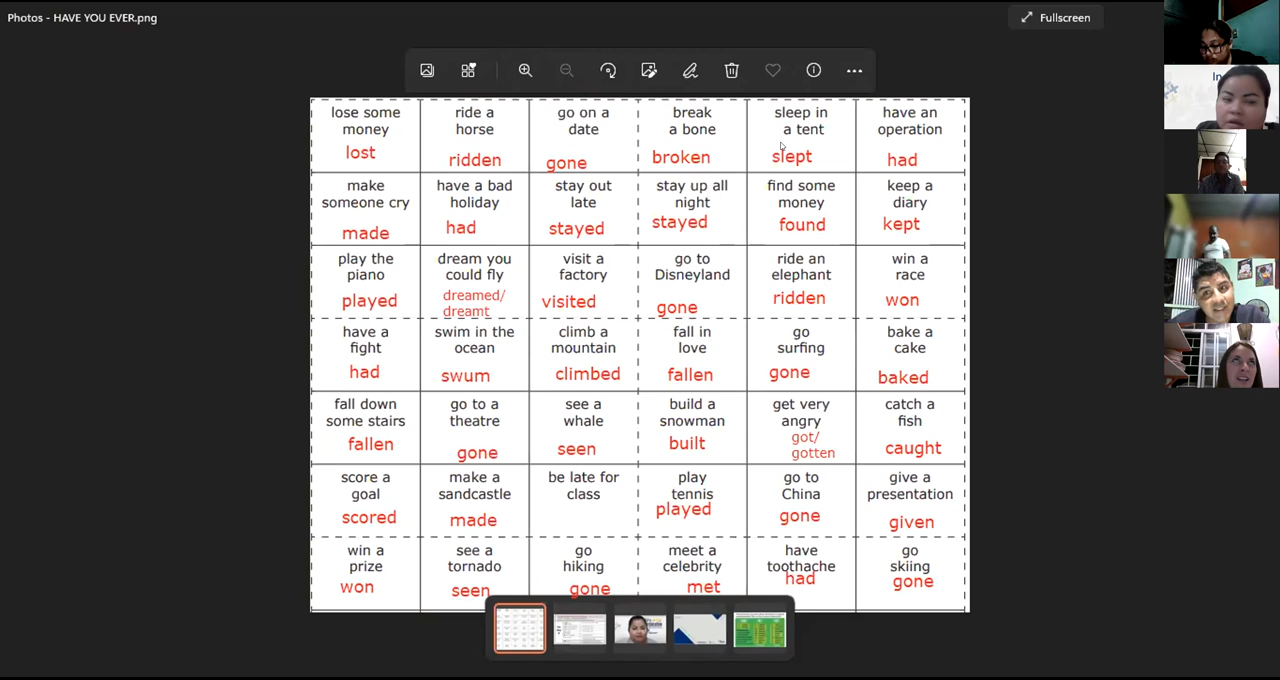 Photos - HAVE YOU EVER.png
Fullscreen
lose some
money
lost
ride a
horse
ridden
go on a
date
gone
break
a bone
broken
sleep in
a tent
slept
have an
operation
had
make
someone cry
made
have a bad
holiday
had
stay out
late
stayed
stay up all
night
stayed
find some
money
found
keep a
diary
kept
play the
piano
played
dream you
could fly
dreamed/
dreamt
visit a
factory
visited
go to
Disneyland
gone
ride an
elephant
ridden
win a
race
won
have a
fight
had
swim in the
ocean
swum
climb a
mountain
climbed
fall in
love
fallen
go
surfing
gone
bake a
cake
baked
fall down
some stairs
fallen
go to a
theatre
gone
see a
whale
seen
build a
snowman
built
get very
angry
got/
gotten
catch a
fish
caught
score a
goal
scored
make a
sandcastle
made
be late for
class
play
tennis
played
go to
China
gone
give a
presentation
given
win a
prize
won
see a
tornado
seen
go
hiking
gone
meet a
celebrity
met
have
toothache
had
go
skiing
gone